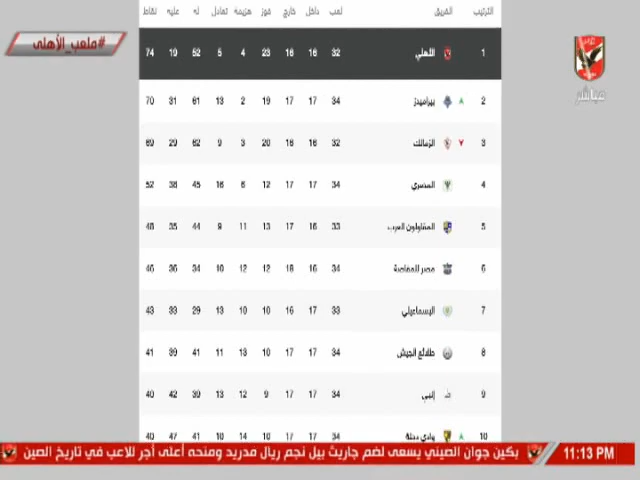 الترتيب الفريق لعب داخل خارج فوز هزيمة تعادل له عليه نقاط
#ملعب_الأهلى
1 الأهلي 32 16 16 23 4 5 52 19 74
مباشر
2 بيراميدز 34 17 17 19 2 13 61 31 70
3 الزمالك 32 16 16 20 3 9 62 29 69
4 المصري 34 17 17 12 6 16 45 38 52
5 المقاولون العرب 33 16 17 13 11 9 44 35 48
6 مصر للمقاصة 34 16 18 12 12 10 34 36 46
7 الإسماعيلي 33 17 16 10 10 13 29 33 43
8 طلائع الجيش 34 17 17 10 13 11 41 39 41
9 إنبي 34 17 17 9 12 13 39 42 40
10 وادي دجلة 34 17 17 10 14 10 41 47 40
بكين جوان الصيني يسعى لضم جاريث بيل نجم ريال مدريد ومنحه أعلى أجر للاعب في تاريخ الصين
11:13 PM